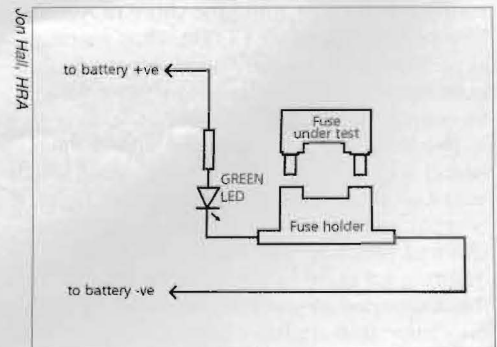 Jon Hall, HRA
to battery +ve
Fuse
under test
GREEN
LED
Fuse holder
to battery -ve